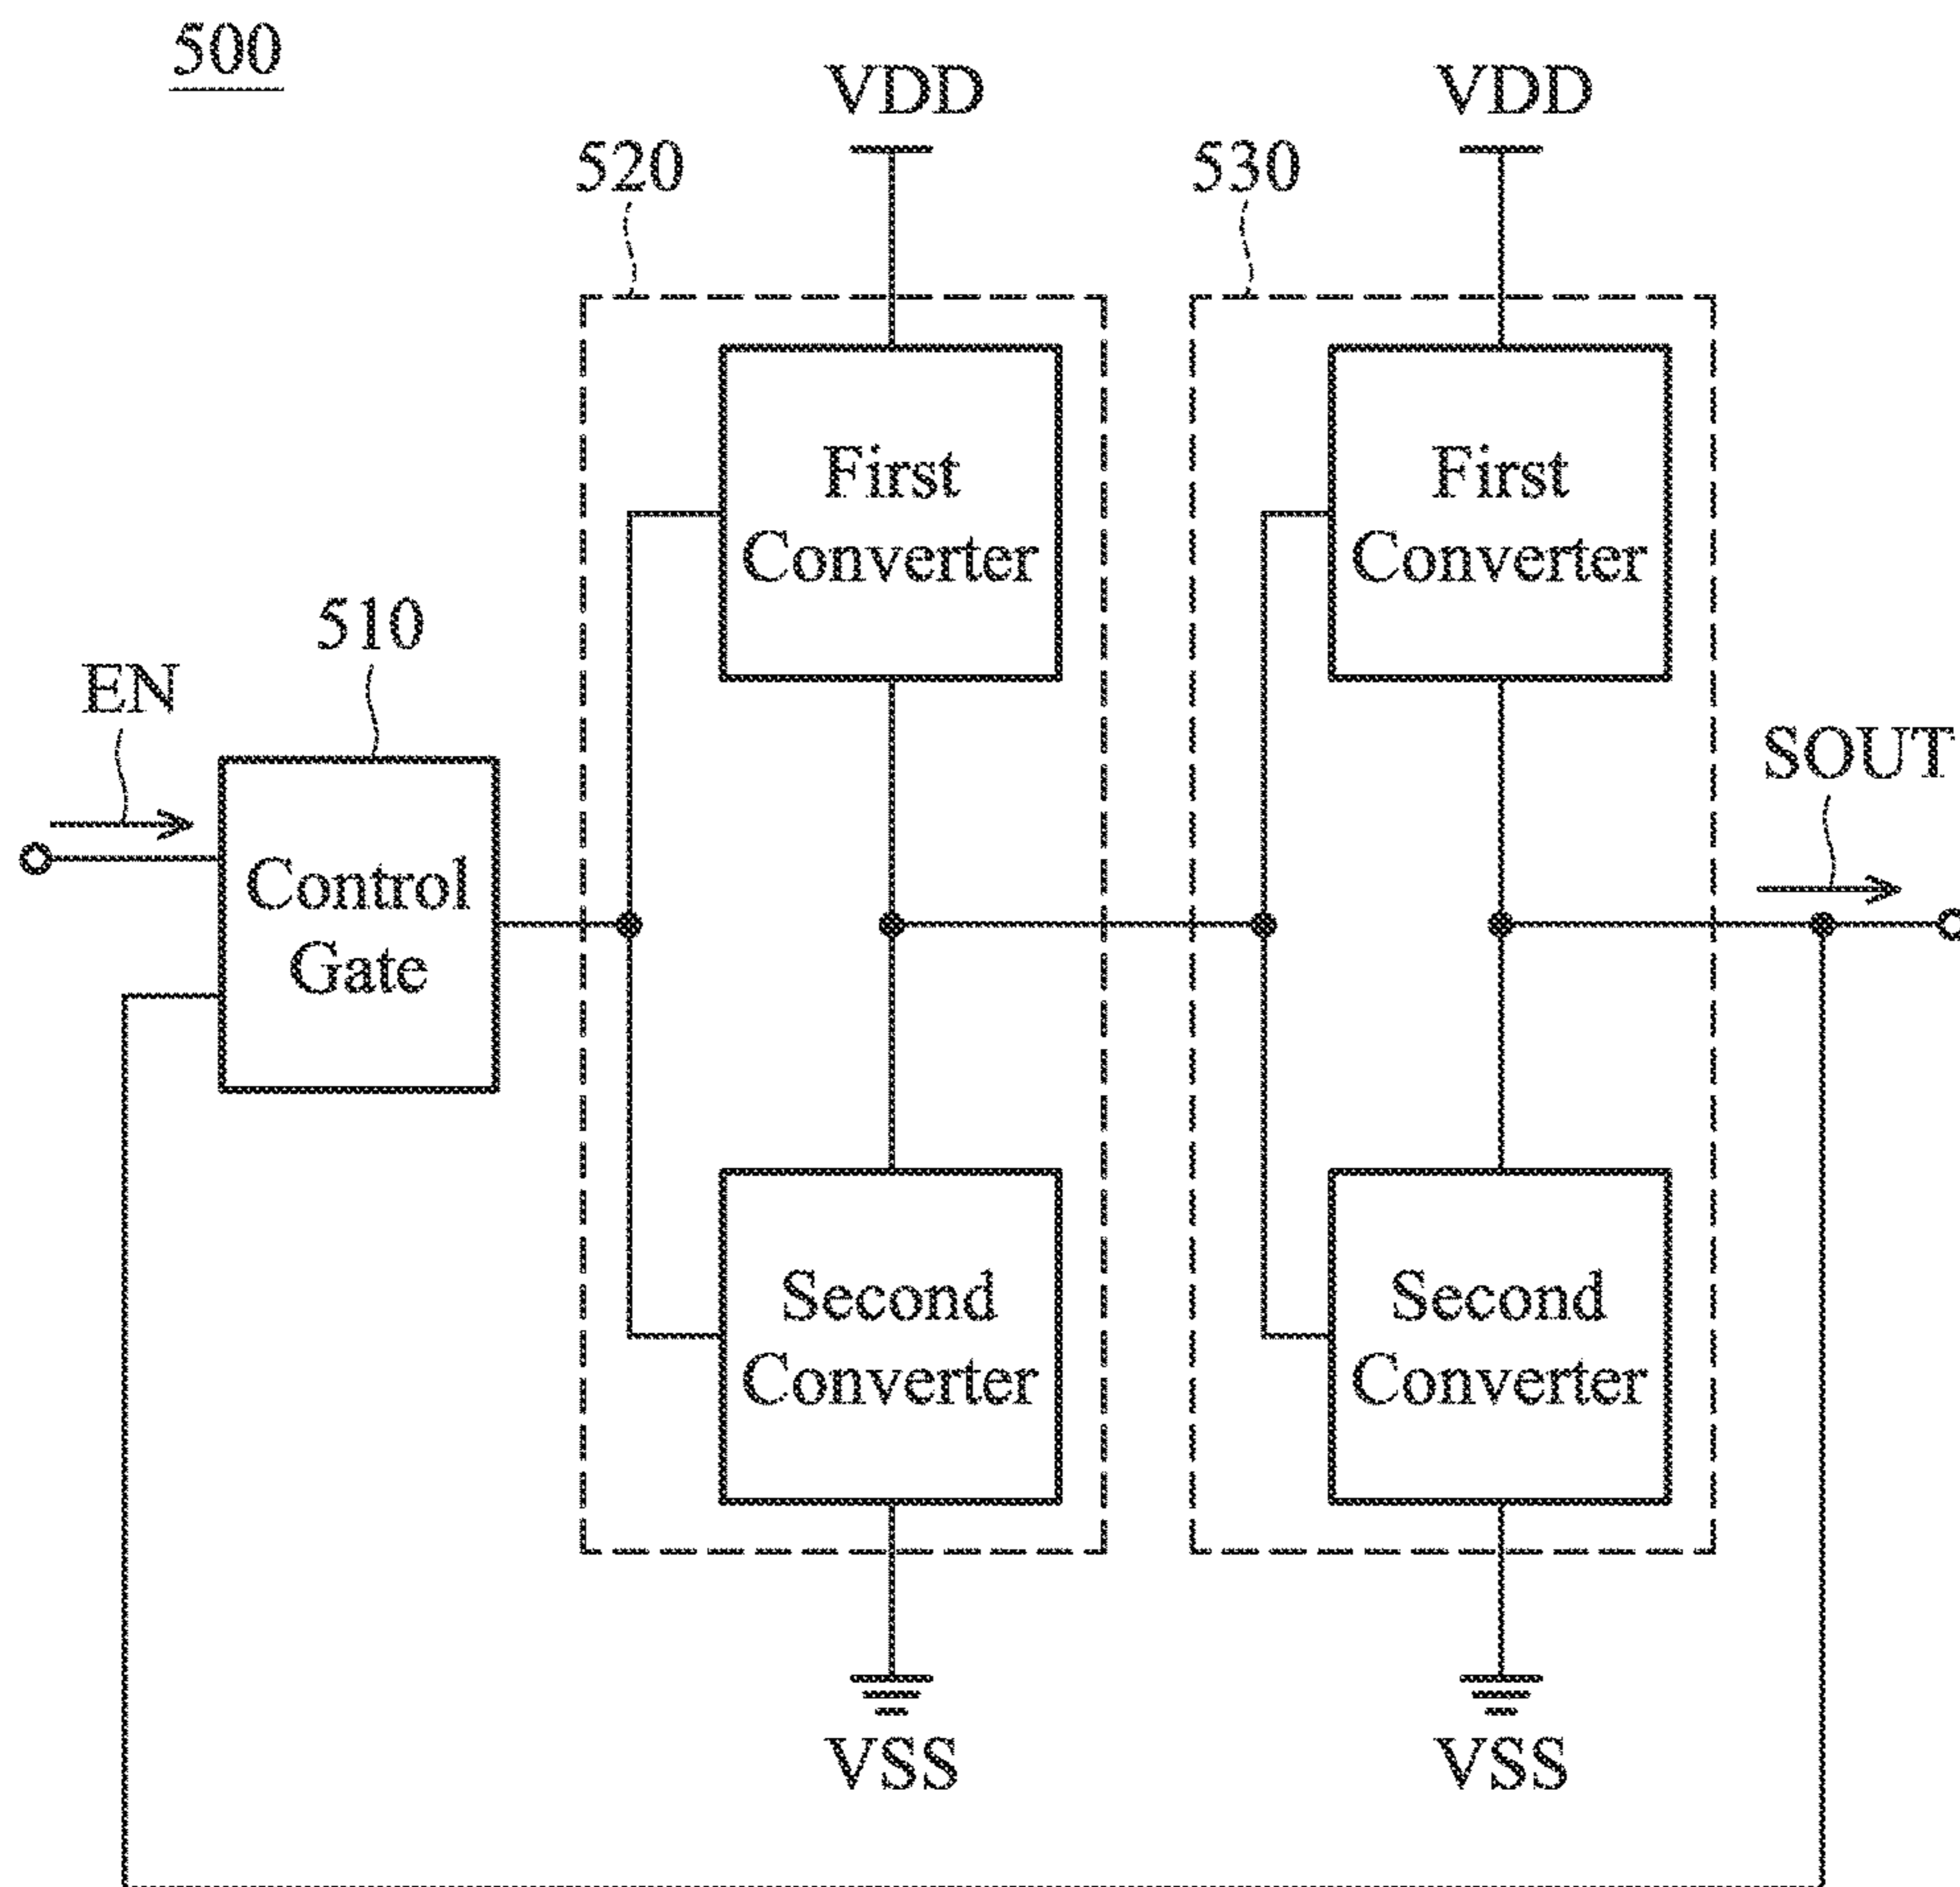 500
VDD
VDD
520
530
First
Converter
First
Converter
510
EN
SOUT
Control
Gate
Second
Converter
Second
Converter
VSS
VSS